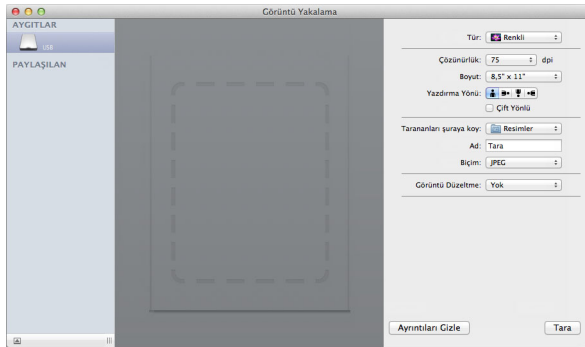 Görüntü Yakalama
AYGITLAR
USB
PAYLAŞILAN
Tür: Renkli
Çözünürlük: 75 dpi
Boyut: 8,5" x 11"
Yazdırma Yönü:
Çift Yönlü
Tarananları şuraya koy: Resimler
Ad: Tara
Biçim: JPEG
Görüntü Düzeltme: Yok
Ayrıntıları Gizle
Tara